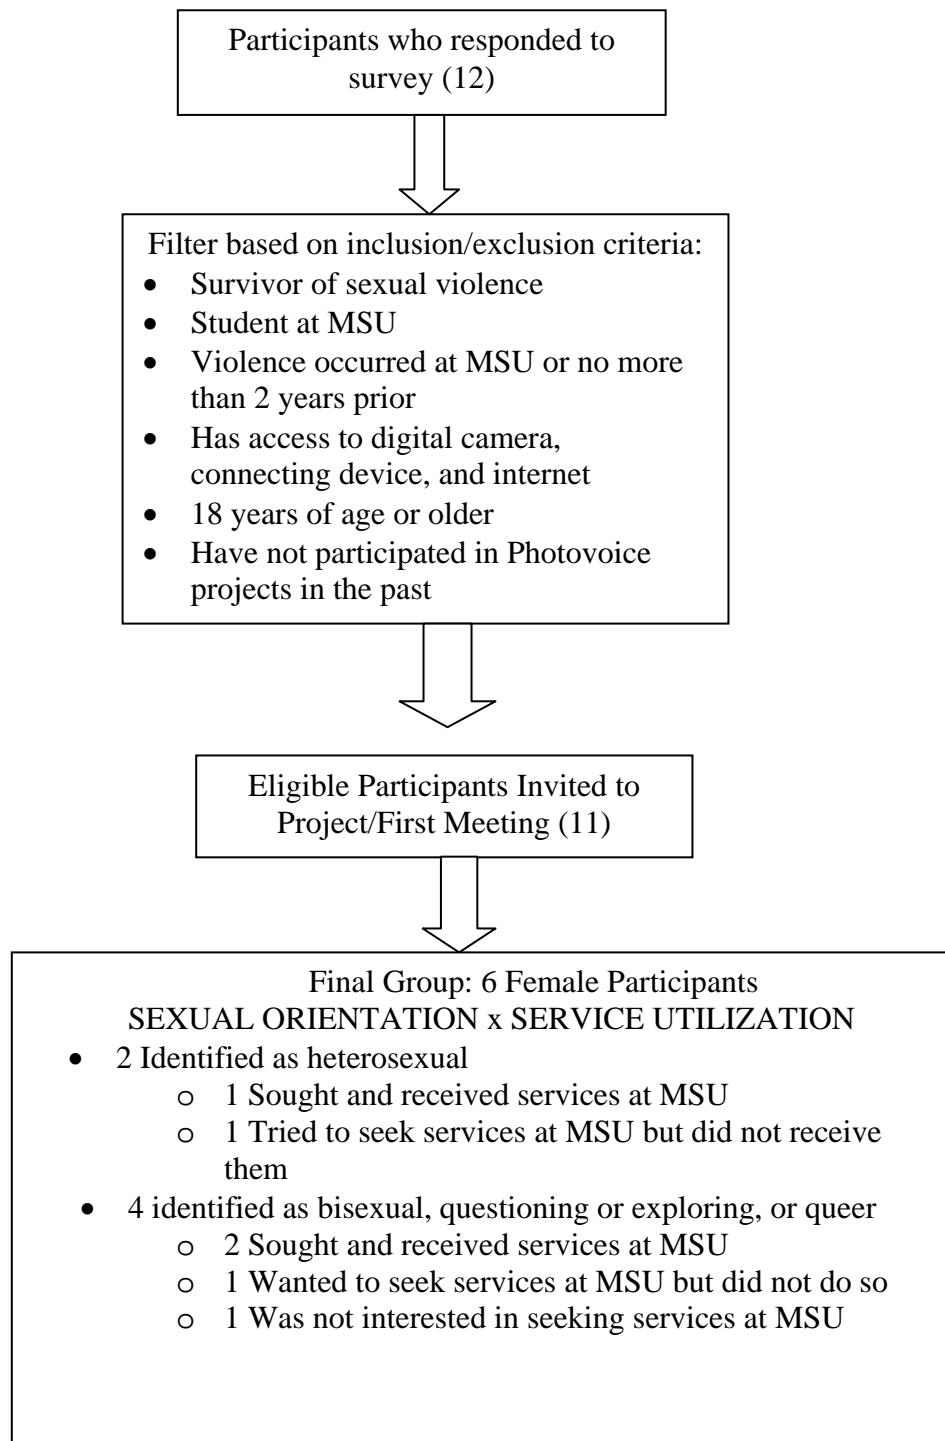 Participants who responded to
survey (12)
Filter based on inclusion/exclusion criteria:
• Survivor of sexual violence
• Student at MSU
• Violence occurred at MSU or no more
than 2 years prior
• Has access to digital camera,
connecting device, and internet
• 18 years of age or older
• Have not participated in Photovoice
projects in the past
Eligible Participants Invited to
Project/First Meeting (11)
Final Group: 6 Female Participants
SEXUAL ORIENTATION x SERVICE UTILIZATION
• 2 Identified as heterosexual
o 1 Sought and received services at MSU
o 1 Tried to seek services at MSU but did not receive
them
• 4 identified as bisexual, questioning or exploring, or queer
o 2 Sought and received services at MSU
o 1 Wanted to seek services at MSU but did not do so
o 1 Was not interested in seeking services at MSU